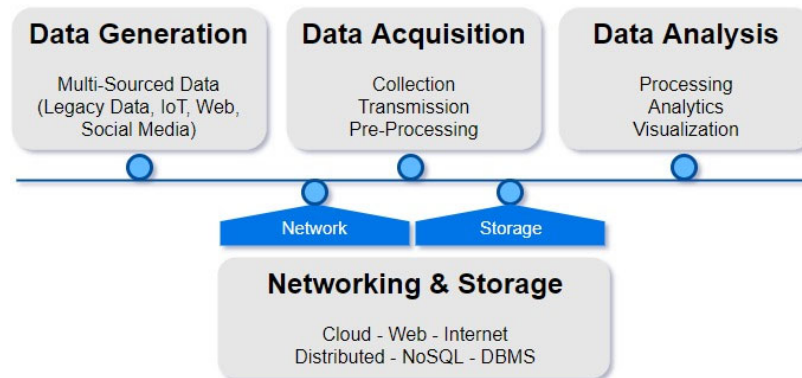 Data Generation
Multi-Sourced Data
(Legacy Data, IoT, Web,
Social Media)
Data Acquisition
Collection
Transmission
Pre-Processing
Data Analysis
Processing
Analytics
Visualization
Network
Storage
Networking & Storage
Cloud - Web - Internet
Distributed - NoSQL - DBMS